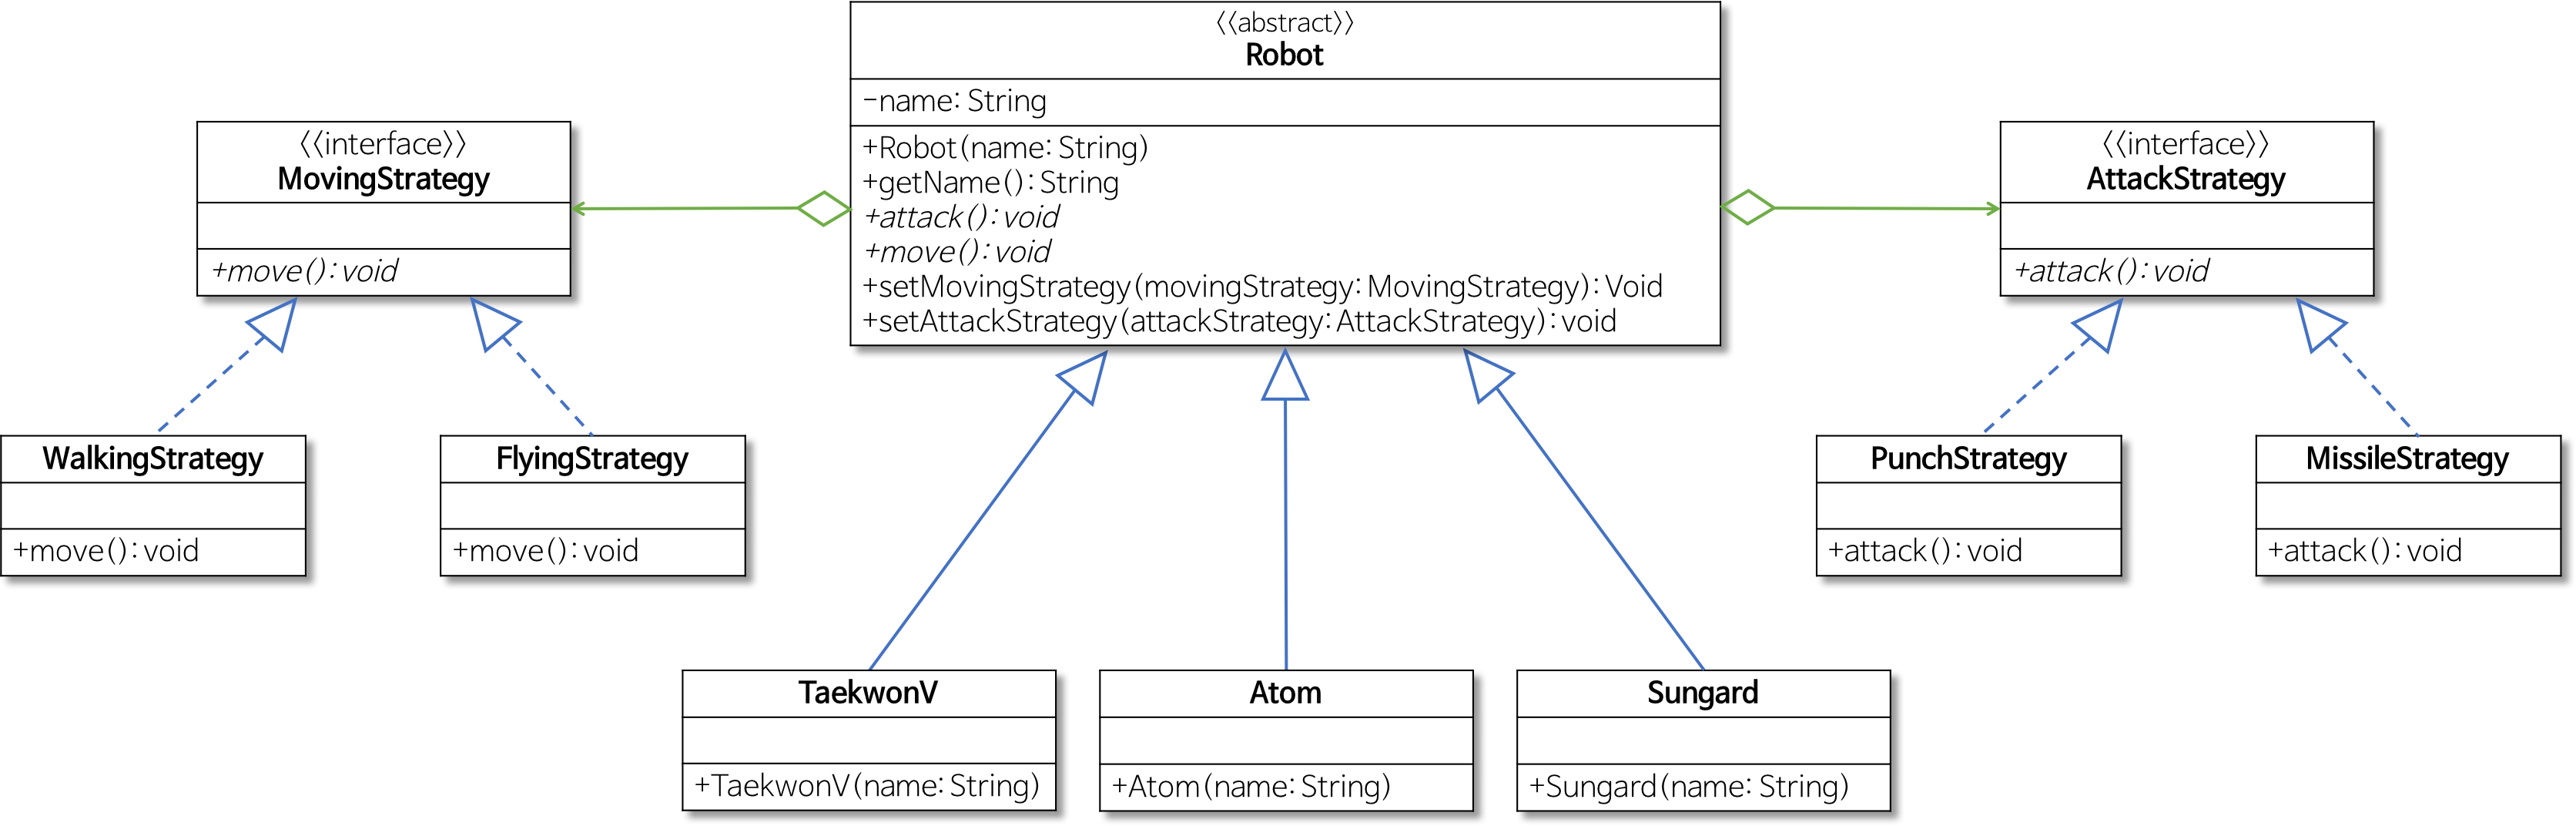 <<abstract>>
Robot
-name: String
+Robot(name: String)
+getName(): String
+attack(): void
+move(): void
+setMovingStrategy(movingStrategy: MovingStrategy): Void
+setAttackStrategy(attackStrategy: AttackStrategy): void
<<interface>>
MovingStrategy
+move(): void
<<interface>>
AttackStrategy
+attack(): void
WalkingStrategy
+move(): void
FlyingStrategy
+move(): void
PunchStrategy
+attack(): void
MissileStrategy
+attack(): void
TaekwonV
+TaekwonV(name: String)
Atom
+Atom(name: String)
Sungard
+Sungard(name: String)